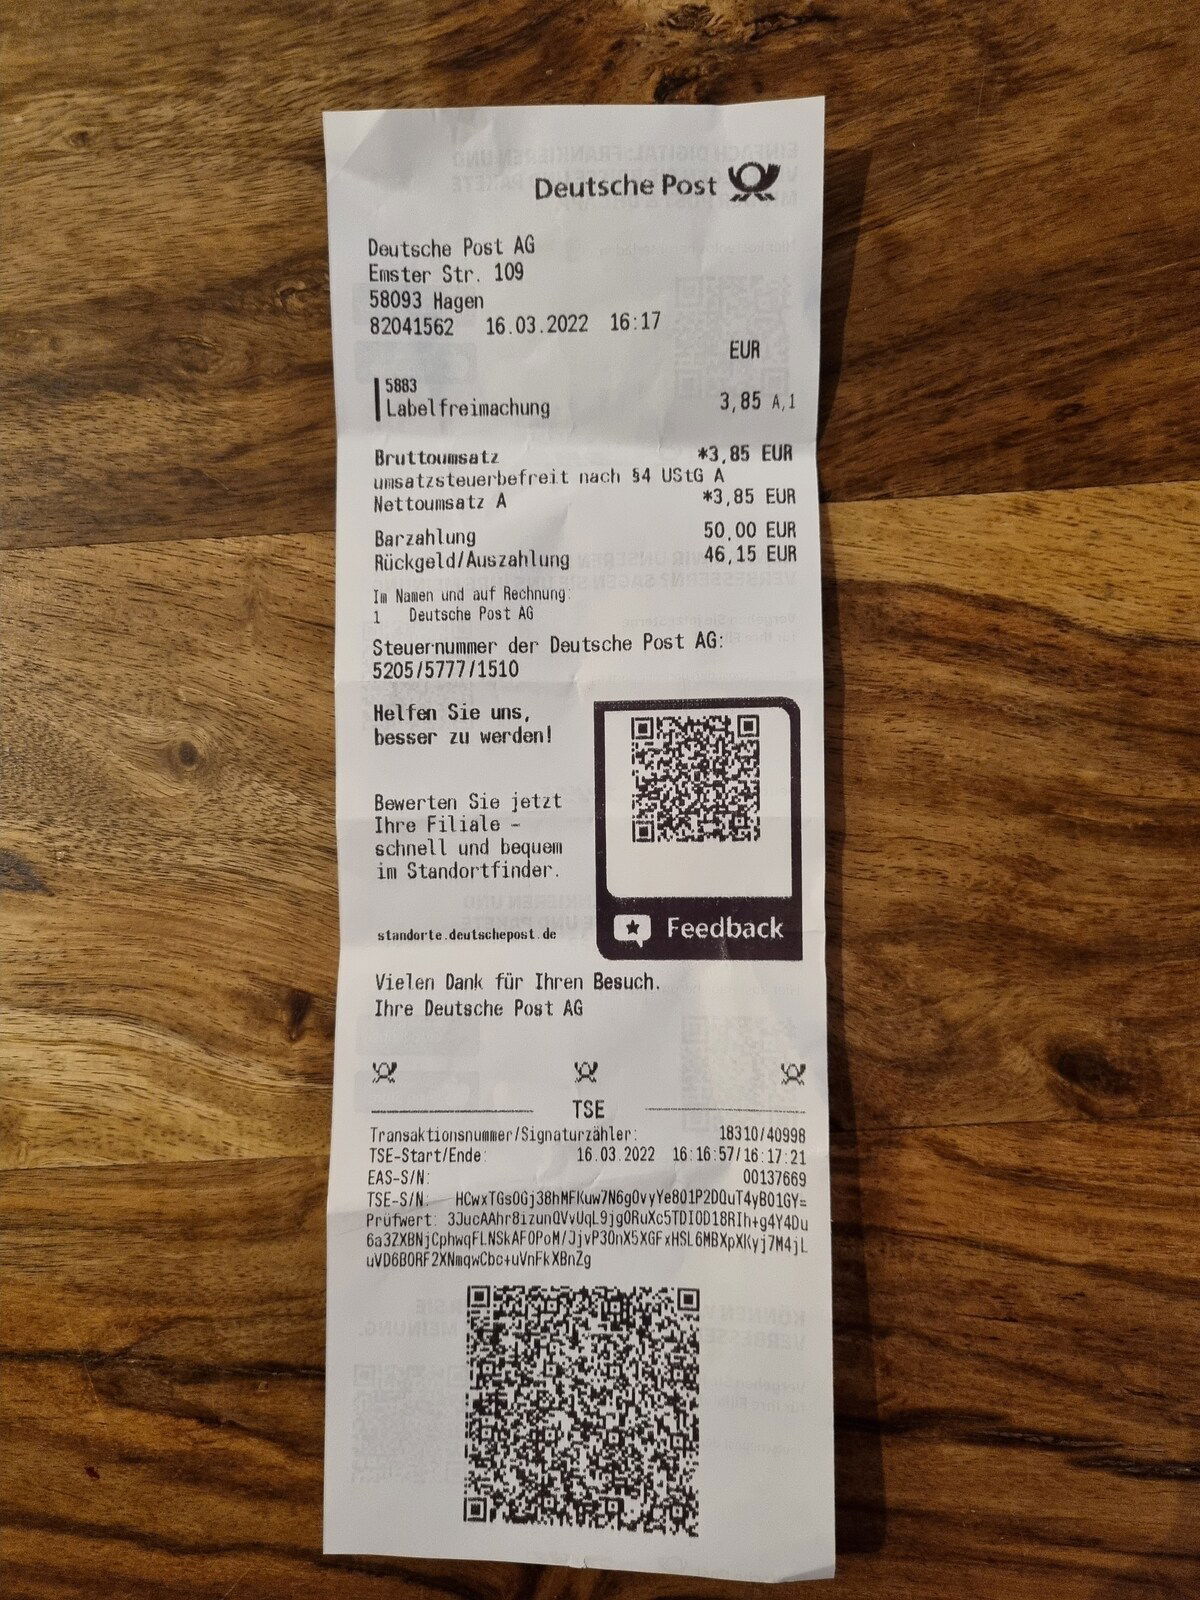 Deutsche Post
Deutsche Post AG
Emster Str. 109
58093 Hagen
82041562 16.03.2022 16:17
EUR
5883
Labelfreimachung 3,85 A,1
Bruttoumsatz *3,85 EUR
umsatzsteuerbefreit nach §4 UStG A
Nettoumsatz A *3,85 EUR
Barzahlung 50,00 EUR
Rückgeld/Auszahlung 46,15 EUR
Im Namen und auf Rechnung:
1 Deutsche Post AG
Steuernummer der Deutsche Post AG:
5205/5777/1510
Helfen Sie uns,
besser zu werden!
Bewerten Sie jetzt
Ihre Filiale –
schnell und bequem
im Standortfinder.
standorte.deutschepost.de
Feedback
Vielen Dank für Ihren Besuch.
Ihre Deutsche Post AG
TSE
Transaktionsnummer/Signaturzähler: 18310/40998
TSE-Start/Ende: 16.03.2022 16:16:57/16:17:21
EAS-S/N: 00137669
TSE-S/N:
Prüfwert: